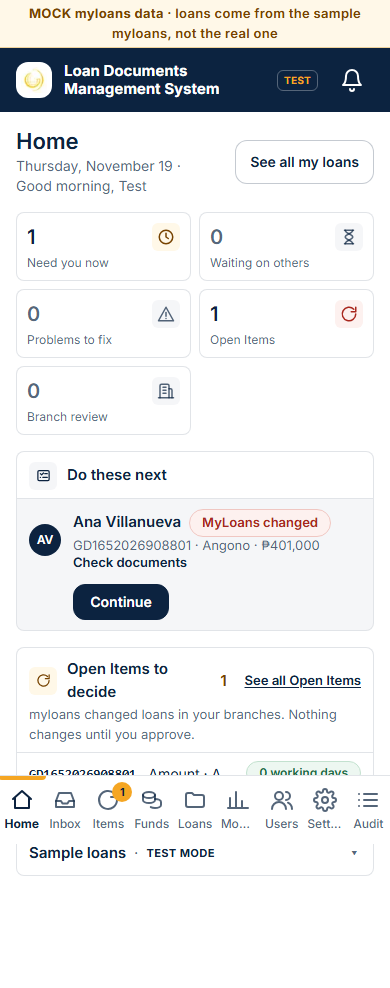 MOCK myloans data · loans come from the sample
myloans, not the real one
Loan Documents
Management System
TEST
Home
Thursday, November 19 ·
Good morning, Test
See all my loans
1
Need you now
0
Waiting on others
0
Problems to fix
1
Open Items
0
Branch review
Do these next
AV
Ana Villanueva
MyLoans changed
GD1652026908801 · Angono · ₱401,000
Check documents
Continue
Open Items to
decide
1
See all Open Items
myloans changed loans in your branches. Nothing
changes until you approve.
GD1652026908801 Amount · A
0 working days
1
Home Inbox Items Funds Loans Mo... Users Sett... Audit
Sample loans · TEST MODE